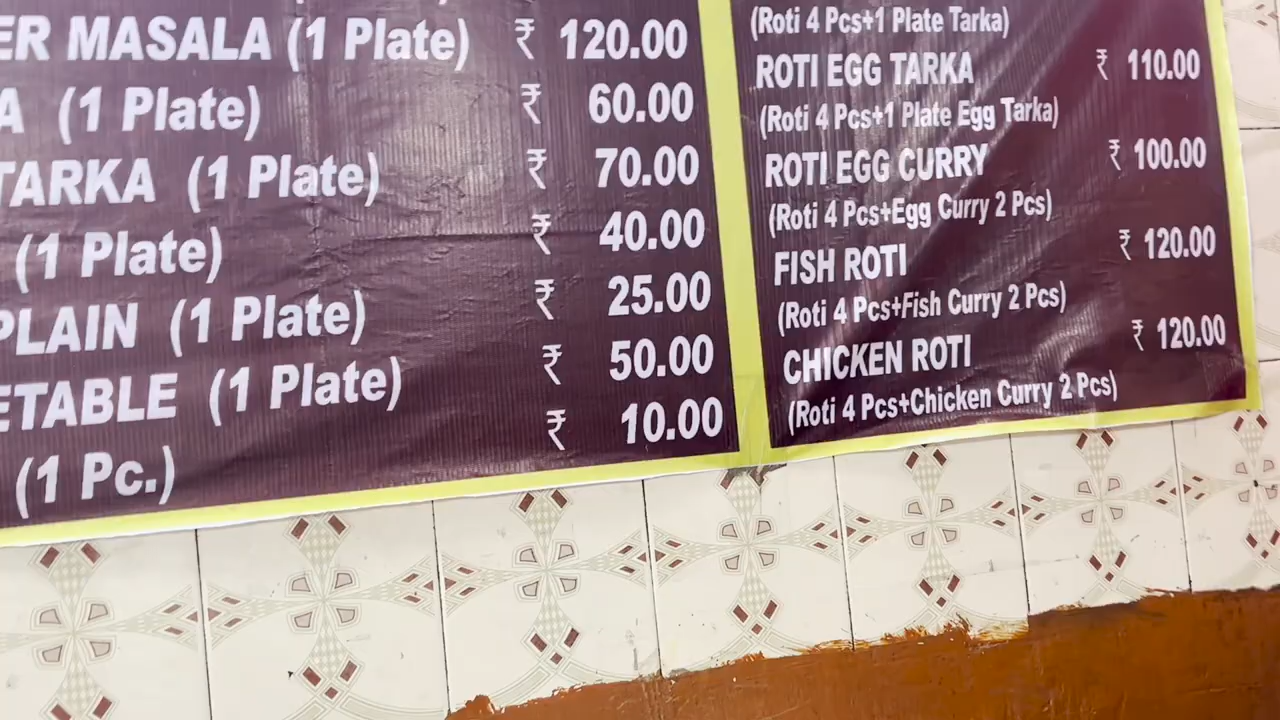 ER MASALA (1 Plate) ₹ 120.00
A (1 Plate) ₹ 60.00
TARKA (1 Plate) ₹ 70.00
(1 Plate) ₹ 40.00
PLAIN (1 Plate) ₹ 25.00
ETABLE (1 Plate) ₹ 50.00
(1 Pc.) ₹ 10.00
(Roti 4 Pcs+1 Plate Tarka)
ROTI EGG TARKA ₹ 110.00
(Roti 4 Pcs+1 Plate Egg Tarka)
ROTI EGG CURRY ₹ 100.00
(Roti 4 Pcs+Egg Curry 2 Pcs)
FISH ROTI ₹ 120.00
(Roti 4 Pcs+Fish Curry 2 Pcs)
CHICKEN ROTI ₹ 120.00
(Roti 4 Pcs+Chicken Curry 2 Pcs)